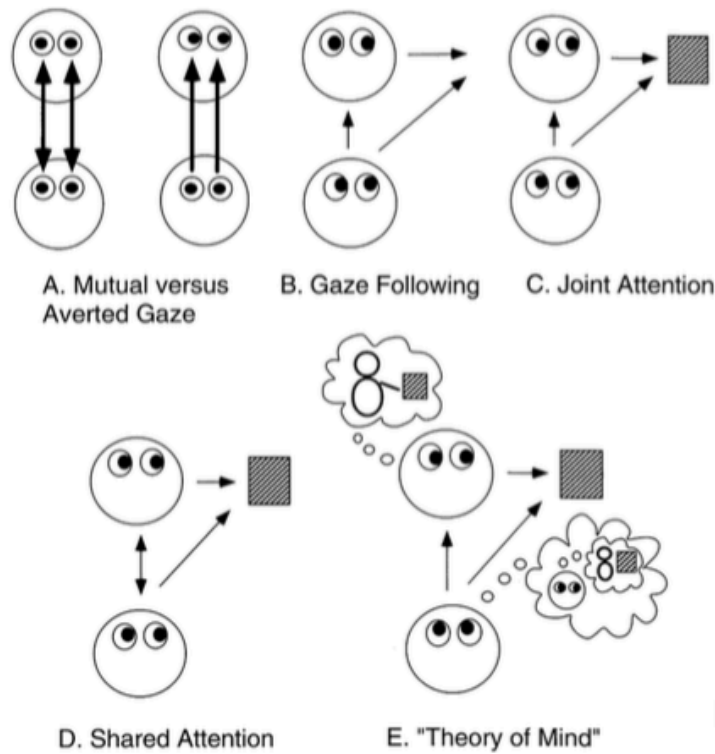 A. Mutual versus
Averted Gaze
B. Gaze Following
C. Joint Attention
D. Shared Attention
E. "Theory of Mind"